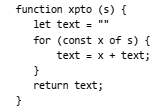 function xpto (s) {
let text = ""
for (const x of s) {
text = x + text;
}
return text;
}